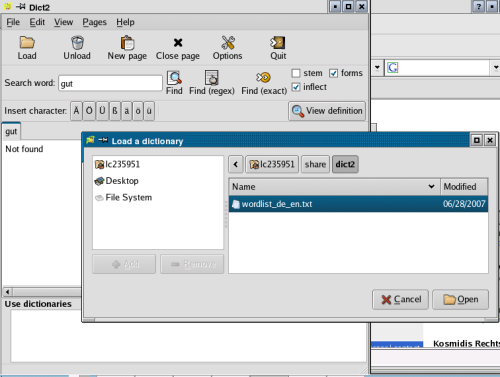 Dict2
File Edit View Pages Help
Load Unload New page Close page Options Quit
Search word: gut
Find Find (regex) Find (exact)
stem forms
inflect
Insert character: Ä Ö Ü ß ä ö ü
View definition
gut
Not found
Load a dictionary
lc235951
Desktop
File System
lc235951 share dict2
Name Modified
wordlist_de_en.txt 06/28/2007
Add Remove
Cancel Open
Use dictionaries
Kosmidis Rechts